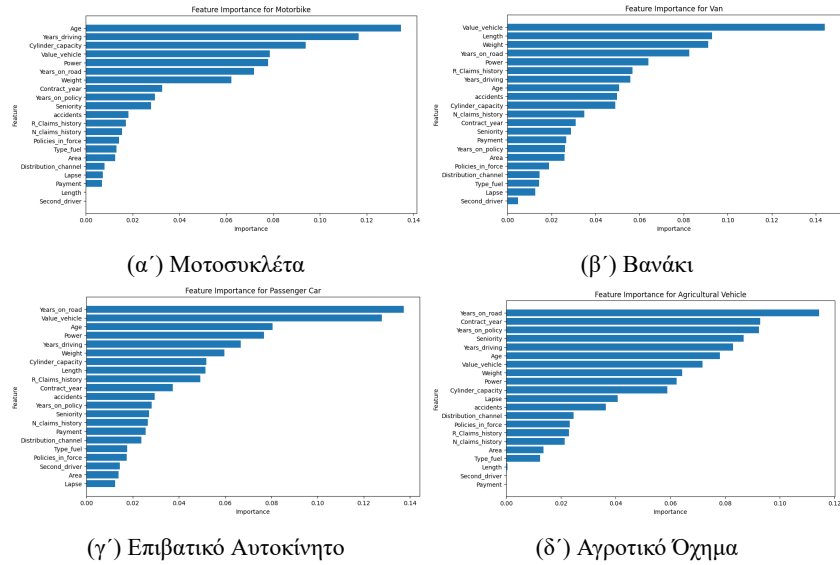 Feature Importance for Motorbike
Age
Years_driving
Cylinder_capacity
Value_vehicle
Power
Years_on_road
Weight
Contract_year
Years_on_policy
Seniority
accidents
R_Claims_history
N_claims_history
Policies_in_force
Type_fuel
Area
Distribution_channel
Lapse
Payment
Length
Second_driver
Feature
0.00 0.02 0.04 0.06 0.08 0.10 0.12 0.14
Importance
(α΄) Μοτοσυκλέτα
Feature Importance for Van
Value_vehicle
Length
Weight
Years_on_road
Power
R_Claims_history
Years_driving
Age
accidents
Cylinder_capacity
N_claims_history
Contract_year
Seniority
Payment
Years_on_policy
Area
Policies_in_force
Distribution_channel
Type_fuel
Lapse
Second_driver
Feature
0.00 0.02 0.04 0.06 0.08 0.10 0.12 0.14
Importance
(β΄) Βανάκι
Feature Importance for Passenger Car
Years_on_road
Value_vehicle
Age
Power
Years_driving
Weight
Cylinder_capacity
Length
R_Claims_history
Contract_year
accidents
Years_on_policy
Seniority
N_claims_history
Payment
Distribution_channel
Type_fuel
Policies_in_force
Second_driver
Area
Lapse
Feature
0.00 0.02 0.04 0.06 0.08 0.10 0.12 0.14
Importance
(γ΄) Επιβατικό Αυτοκίνητο
Feature Importance for Agricultural Vehicle
Years_on_road
Contract_year
Years_on_policy
Seniority
Years_driving
Age
Value_vehicle
Weight
Power
Cylinder_capacity
Lapse
accidents
Distribution_channel
Policies_in_force
R_Claims_history
N_claims_history
Area
Type_fuel
Length
Second_driver
Payment
Feature
0.00 0.02 0.04 0.06 0.08 0.10 0.12
Importance
(δ΄) Αγροτικό Όχημα